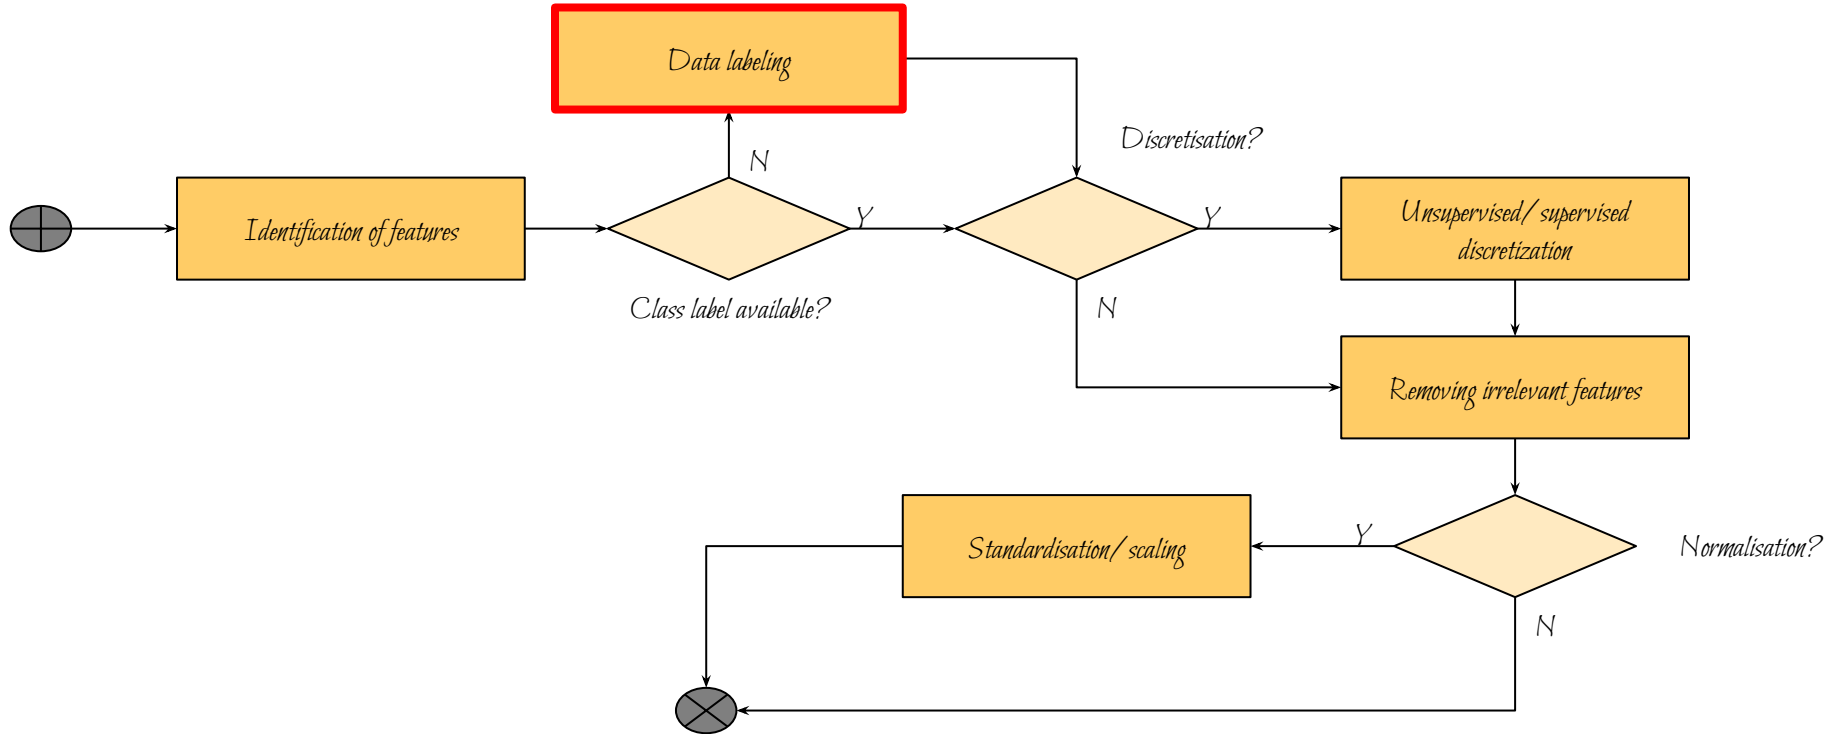 Data labeling
Discretisation?
N
Identification of features
Y
Y
Unsupervised/ supervised
discretization
Class label available?
N
Removing irrelevant features
Standardisation/ scaling
Y
Normalisation?
N